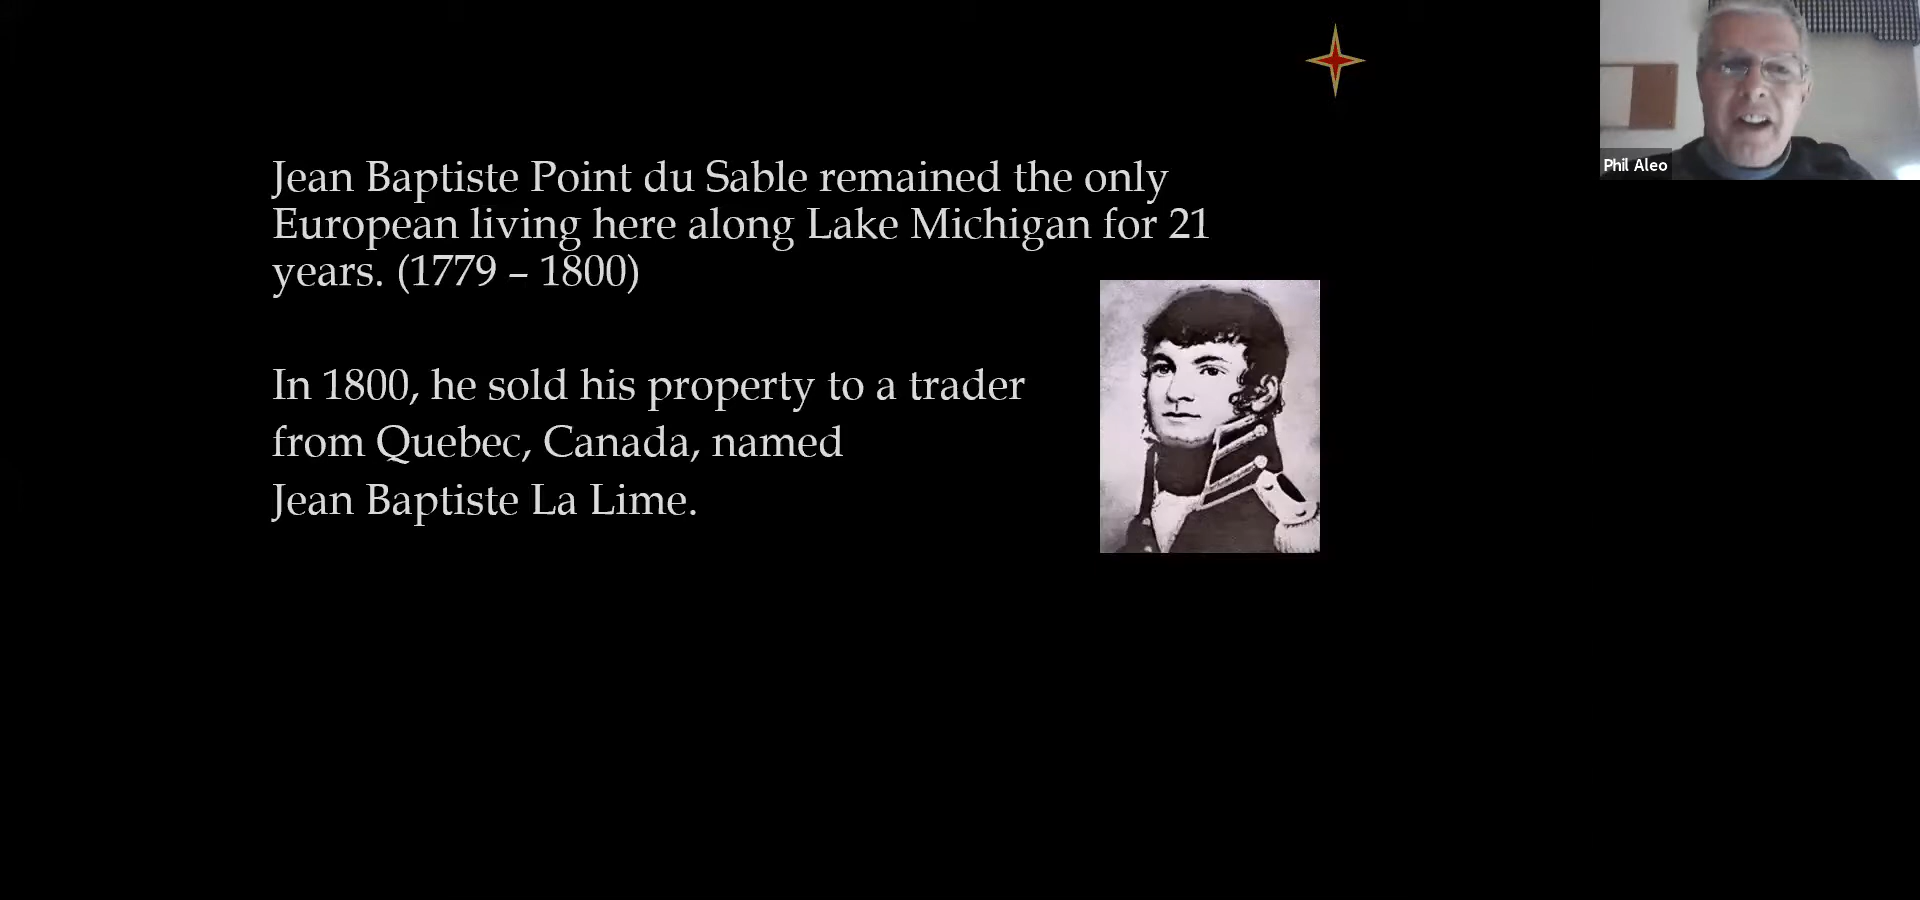 Jean Baptiste Point du Sable remained the only
European living here along Lake Michigan for 21
years. (1779 – 1800)
In 1800, he sold his property to a trader
from Quebec, Canada, named
Jean Baptiste La Lime.
Phil Aleo